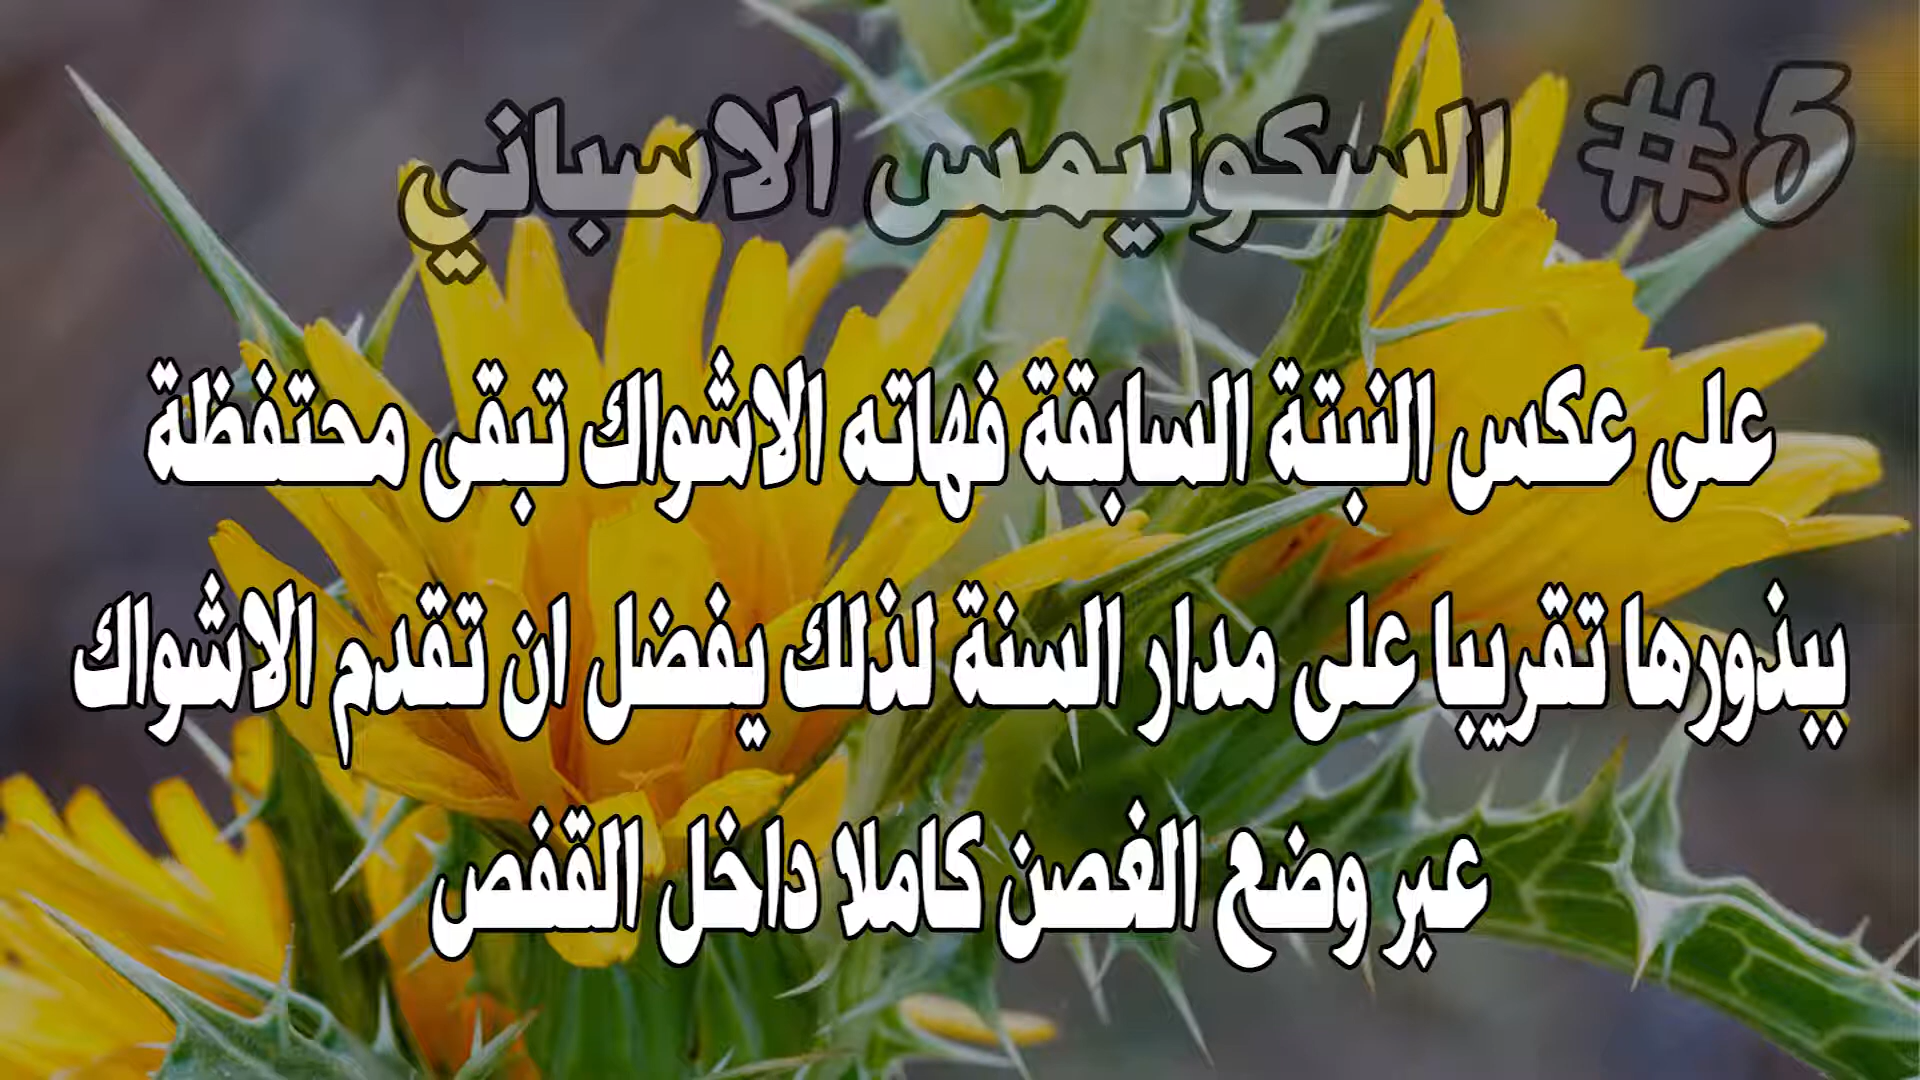 #5 السكوليمس الاسباني
على عكس النبتة السابقة فهاته الاشواك تبقى محتفظة
ببذورها تقريبا على مدار السنة لذلك يفضل ان تقدم الاشواك
عبر وضع الغصن كاملا داخل القفص